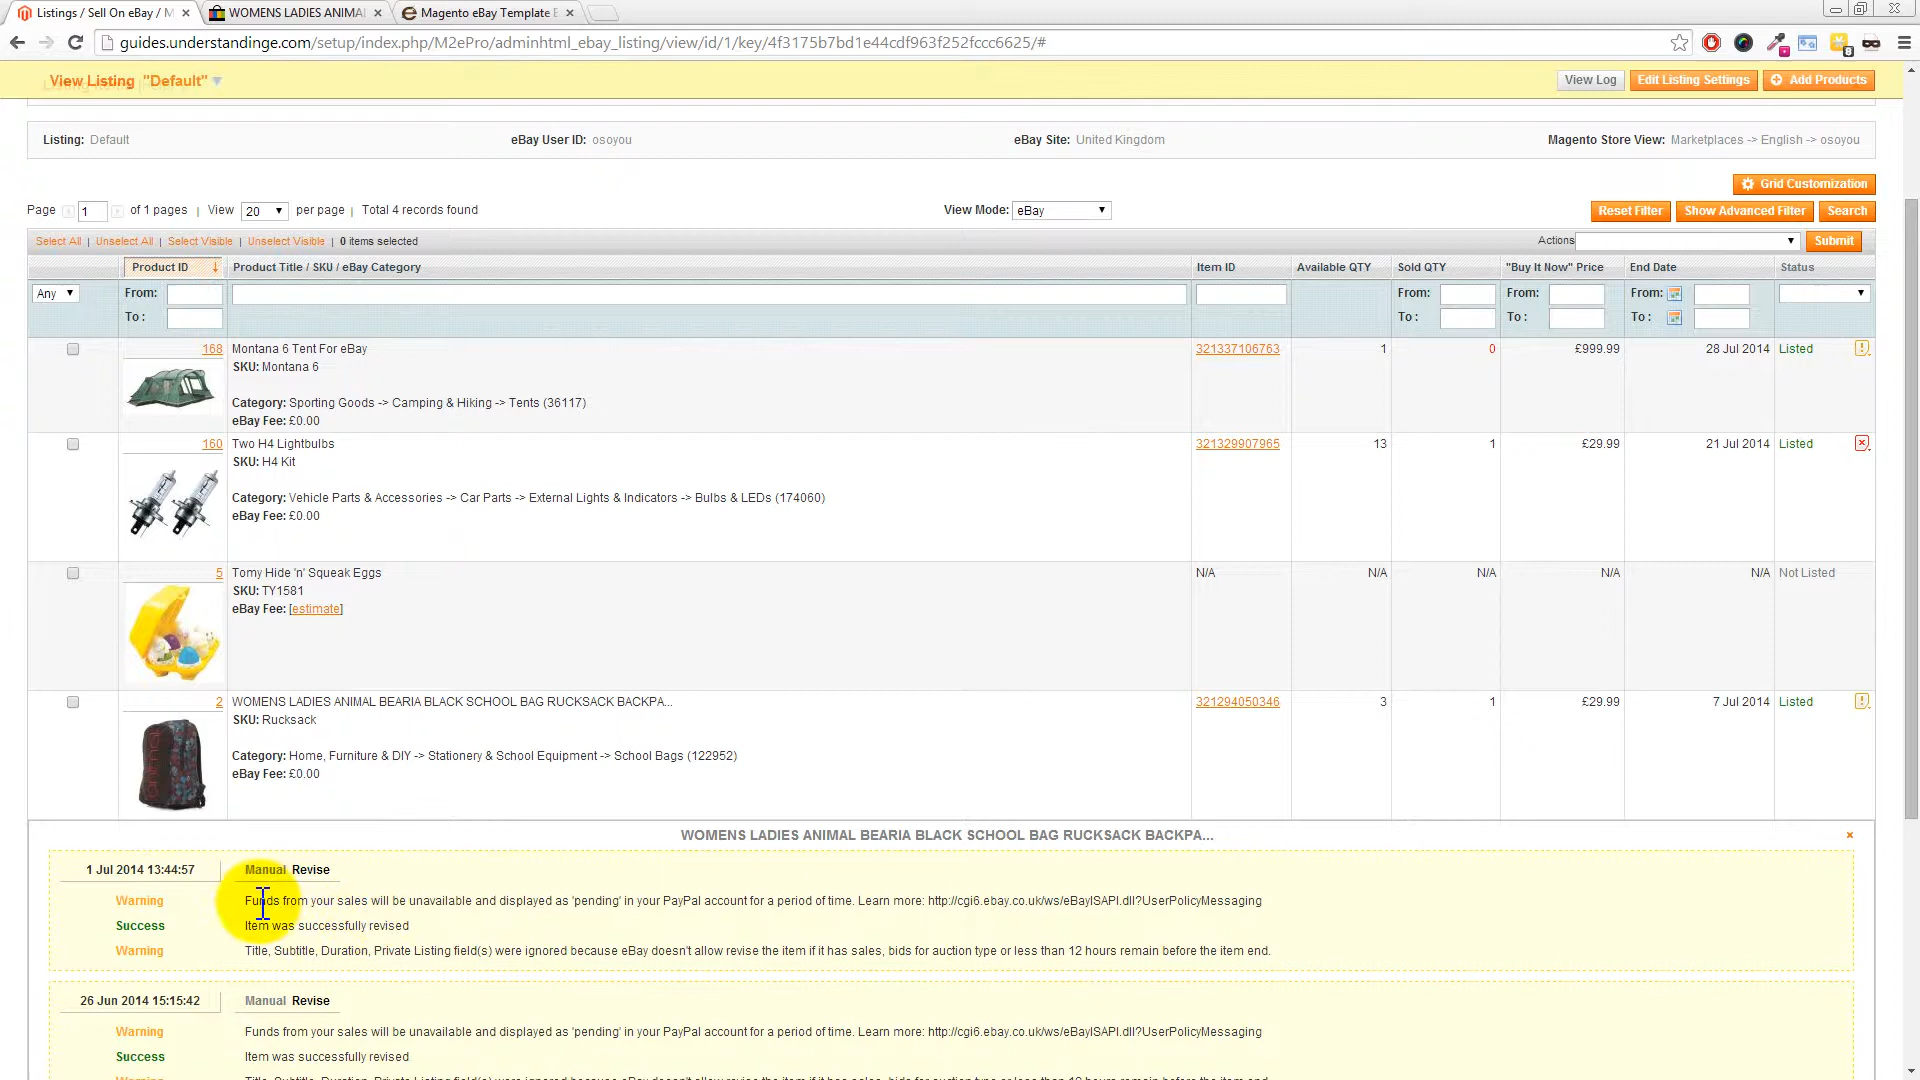 Listings / Sell On eBay / M
WOMENS LADIES ANIMAL
Magento eBay Template E
guides.understandinge.com/setup/index.php/M2ePro/adminhtml_ebay_listing/view/id/1/key/4f3175b7bd1e44cdf963f252fccc6625/#
8
View Listing "Default"
View Log
Edit Listing Settings
Add Products
Listing: Default
eBay User ID: osoyou
eBay Site: United Kingdom
Magento Store View: Marketplaces -> English -> osoyou
Grid Customization
Page 1 of 1 pages | View 20 per page | Total 4 records found
View Mode: eBay
Reset Filter
Show Advanced Filter
Search
Select All | Unselect All | Select Visible | Unselect Visible | 0 items selected
Actions
Submit
Product ID
Product Title / SKU / eBay Category
Item ID
Available QTY
Sold QTY
"Buy It Now" Price
End Date
Status
Any
From:
From:
From:
From:
To :
To :
To :
To :
168
Montana 6 Tent For eBay
321337106763
1
0
£999.99
28 Jul 2014
Listed
SKU: Montana 6
Category: Sporting Goods -> Camping & Hiking -> Tents (36117)
eBay Fee: £0.00
160
Two H4 Lightbulbs
321329907965
13
1
£29.99
21 Jul 2014
Listed
SKU: H4 Kit
Category: Vehicle Parts & Accessories -> Car Parts -> External Lights & Indicators -> Bulbs & LEDs (174060)
eBay Fee: £0.00
5
Tomy Hide 'n' Squeak Eggs
N/A
N/A
N/A
N/A
N/A
Not Listed
SKU: TY1581
eBay Fee: [estimate]
2
WOMENS LADIES ANIMAL BEARIA BLACK SCHOOL BAG RUCKSACK BACKPA...
321294050346
3
1
£29.99
7 Jul 2014
Listed
SKU: Rucksack
Category: Home, Furniture & DIY -> Stationery & School Equipment -> School Bags (122952)
eBay Fee: £0.00
WOMENS LADIES ANIMAL BEARIA BLACK SCHOOL BAG RUCKSACK BACKPA...
1 Jul 2014 13:44:57
Manual Revise
Warning
Funds from your sales will be unavailable and displayed as 'pending' in your PayPal account for a period of time. Learn more: http://cgi6.ebay.co.uk/ws/eBayISAPI.dll?UserPolicyMessaging
Success
Item was successfully revised
Warning
Title, Subtitle, Duration, Private Listing field(s) were ignored because eBay doesn't allow revise the item if it has sales, bids for auction type or less than 12 hours remain before the item end.
26 Jun 2014 15:15:42
Manual Revise
Warning
Funds from your sales will be unavailable and displayed as 'pending' in your PayPal account for a period of time. Learn more: http://cgi6.ebay.co.uk/ws/eBayISAPI.dll?UserPolicyMessaging
Success
Item was successfully revised